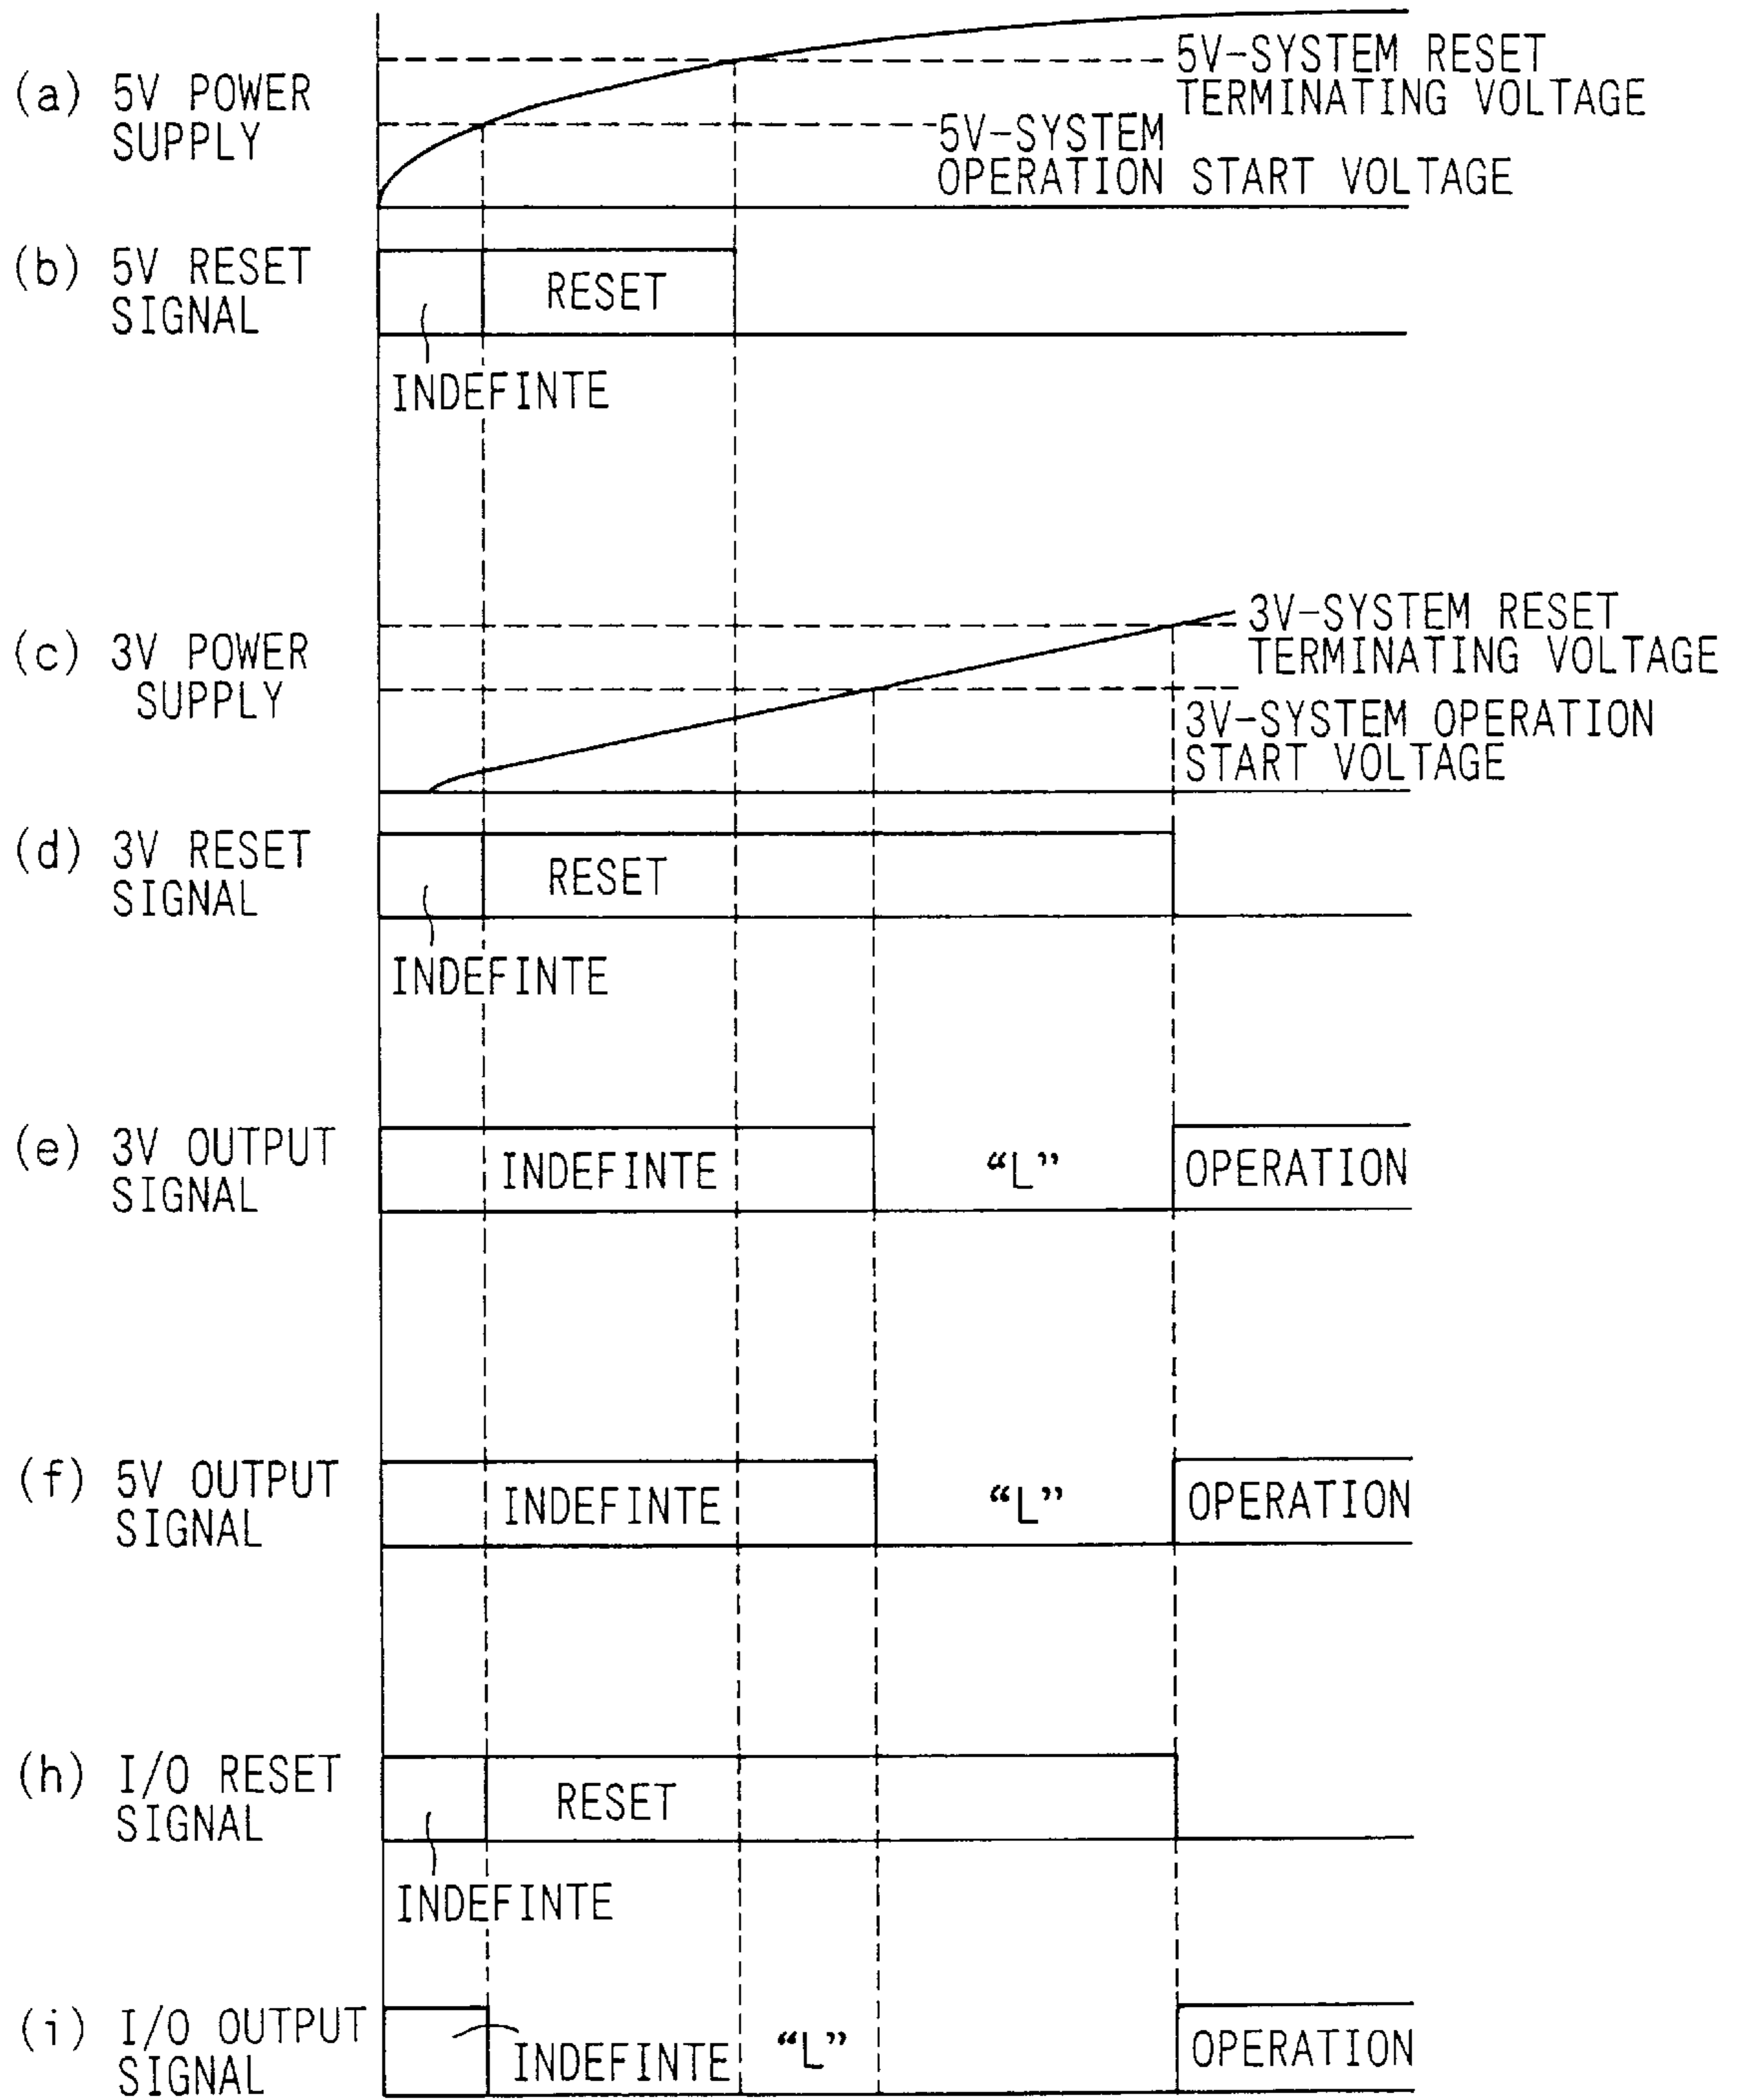 (a) 5V POWER
SUPPLY
5V-SYSTEM RESET
TERMINATING VOLTAGE
5V-SYSTEM
OPERATION START VOLTAGE
(b) 5V RESET
SIGNAL
RESET
INDEFINTE
(c) 3V POWER
SUPPLY
3V-SYSTEM RESET
TERMINATING VOLTAGE
3V-SYSTEM OPERATION
START VOLTAGE
(d) 3V RESET
SIGNAL
RESET
INDEFINTE
(e) 3V OUTPUT
SIGNAL
INDEFINTE
“L”
OPERATION
(f) 5V OUTPUT
SIGNAL
INDEFINTE
“L”
OPERATION
(h) I/O RESET
SIGNAL
RESET
INDEFINTE
(i) I/O OUTPUT
SIGNAL
INDEFINTE
“L”
OPERATION